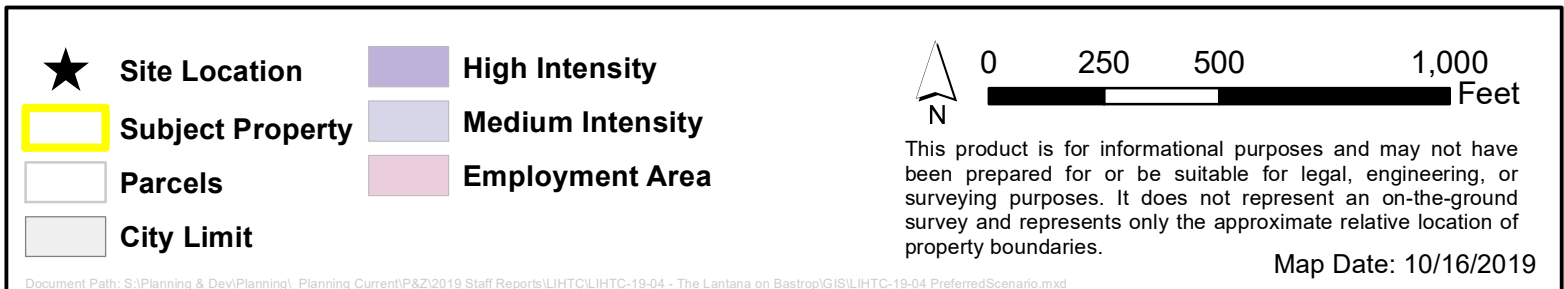 Site Location
Subject Property
Parcels
City Limit
High Intensity
Medium Intensity
Employment Area
N
0 250 500 1,000
Feet
This product is for informational purposes and may not have
been prepared for or be suitable for legal, engineering, or
surveying purposes. It does not represent an on-the-ground
survey and represents only the approximate relative location of
property boundaries.
Map Date: 10/16/2019
Document Path: S:\Planning & Dev\Planning\ Planning Current\P&Z\2019 Staff Reports\LIHTC\LIHTC-19-04 - The Lantana on Bastrop\GIS\LIHTC-19-04 PreferredScenario.mxd